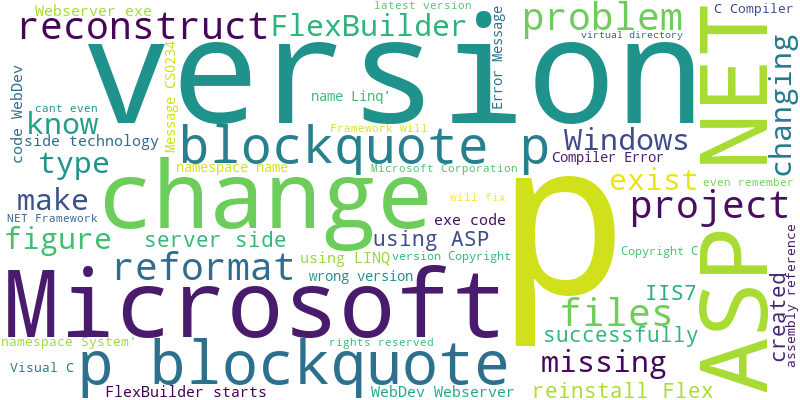 Webserver exe
latest version
C Compiler
reconstruct
FlexBuilder
problem
virtual directory
version
Message CS0234
Error Message
code WebDev
name Linq'
cant even
know
Framework will
side technology
blockquote p
Windows
changing
ASP NET
type
namespace name
Microsoft Corporation
Compiler Error
change
p
exist
even remember
make
will fix
project
NET Framework
exe code
figure
server side
using ASP
using LINQ
version Copyright
Copyright C
reformat
wrong version
IIS7
Microsoft
files
created
assembly reference
successfully
namespace System'
rights reserved
p blockquote
missing
Visual C
FlexBuilder starts
WebDev Webserver
reinstall Flex